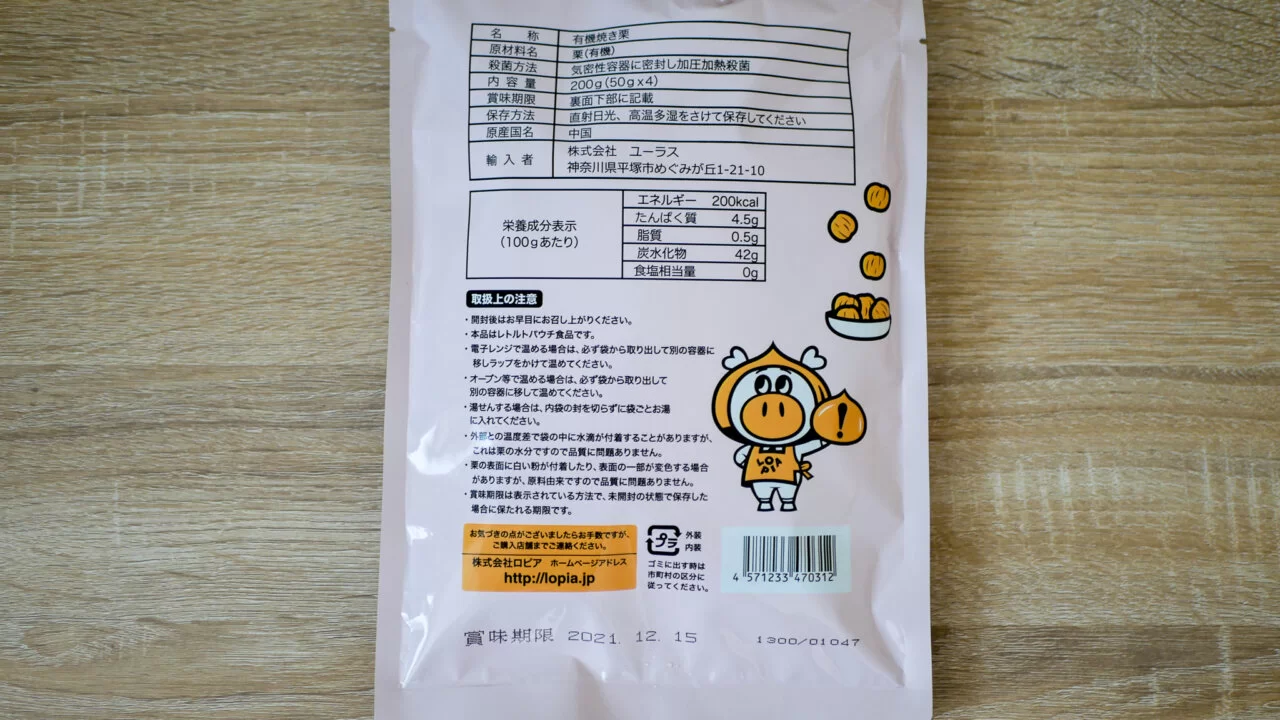 名称 有機焼き栗
原材料名 栗(有機)
殺菌方法 気密性容器に密封し加圧加熱殺菌
内容量 200g(50g×4)
賞味期限 裏面下部に記載
保存方法 直射日光、高温多湿をさけて保存してください
原産国名 中国
輸入者 株式会社 ユーラス
神奈川県平塚市めぐみが丘1-21-10
栄養成分表示
(100gあたり)
エネルギー 200kcal
たんぱく質 4.5g
脂質 0.5g
炭水化物 42g
食塩相当量 0g
取扱上の注意
・開封後はお早目にお召し上がりください。
・本品はレトルトパウチ食品です。
・電子レンジで温める場合は、必ず袋から取り出して別の容器に
移しラップをかけて温めてください。
・オーブン等で温める場合は、必ず袋から取り出して
別の容器に移して温めてください。
・湯せんする場合は、内袋の封を切らずに袋ごとお湯
に入れてください。
・外部との温度差で袋の中に水滴が付着することがありますが、
これは栗の水分ですので品質に問題ありません。
・栗の表面に白い粉が付着したり、表面の一部が変色する場合
がありますが、原料由来ですので品質に問題ありません。
・賞味期限は表示されている方法で、未開封の状態で保存した
場合に保たれる期限です。
!
LOPIA
お気づきの点がございましたらお手数ですが、
ご購入店舗までご連絡ください。
株式会社ロピア ホームページアドレス
http://lopia.jp
プラ 外装
内装
ゴミに出す時は
市町村の区分に
従ってください。
4 571233 470312
賞味期限 2021. 12. 15 1300/01047